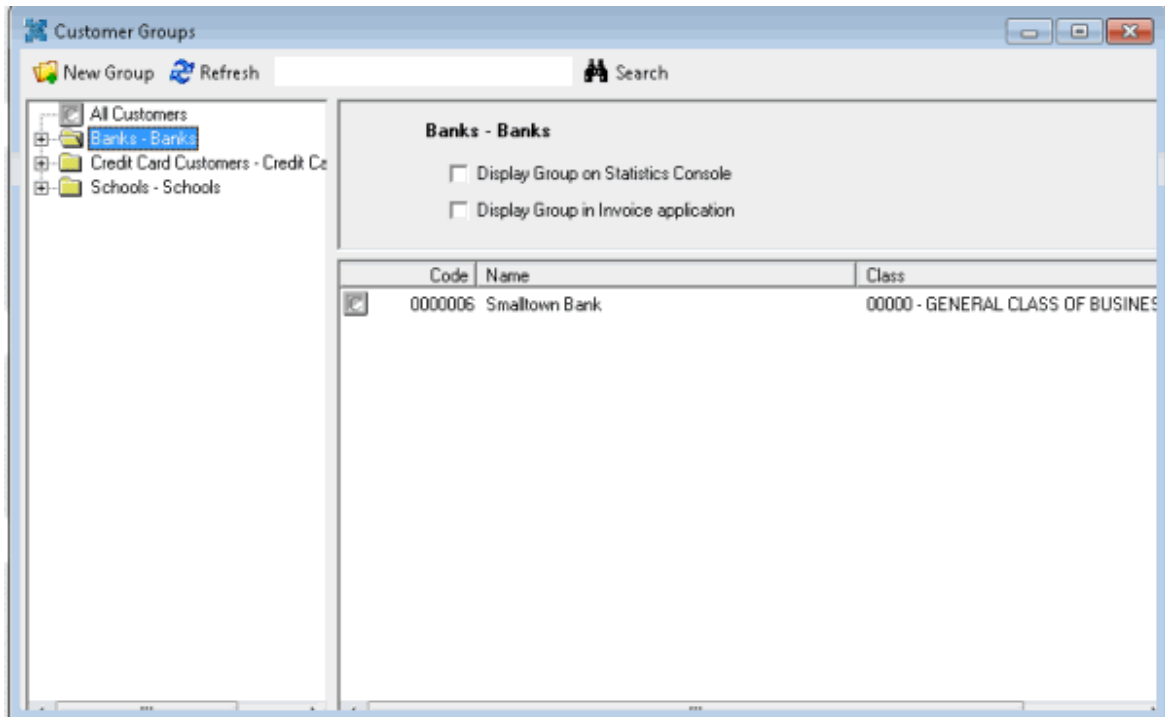 Customer Groups
New Group Refresh Search
All Customers
Banks - Banks
Credit Card Customers - Credit Ca
Schools - Schools
Banks - Banks
Display Group on Statistics Console
Display Group in Invoice application
Code Name Class
0000006 Smalltown Bank 00000 - GENERAL CLASS OF BUSINES